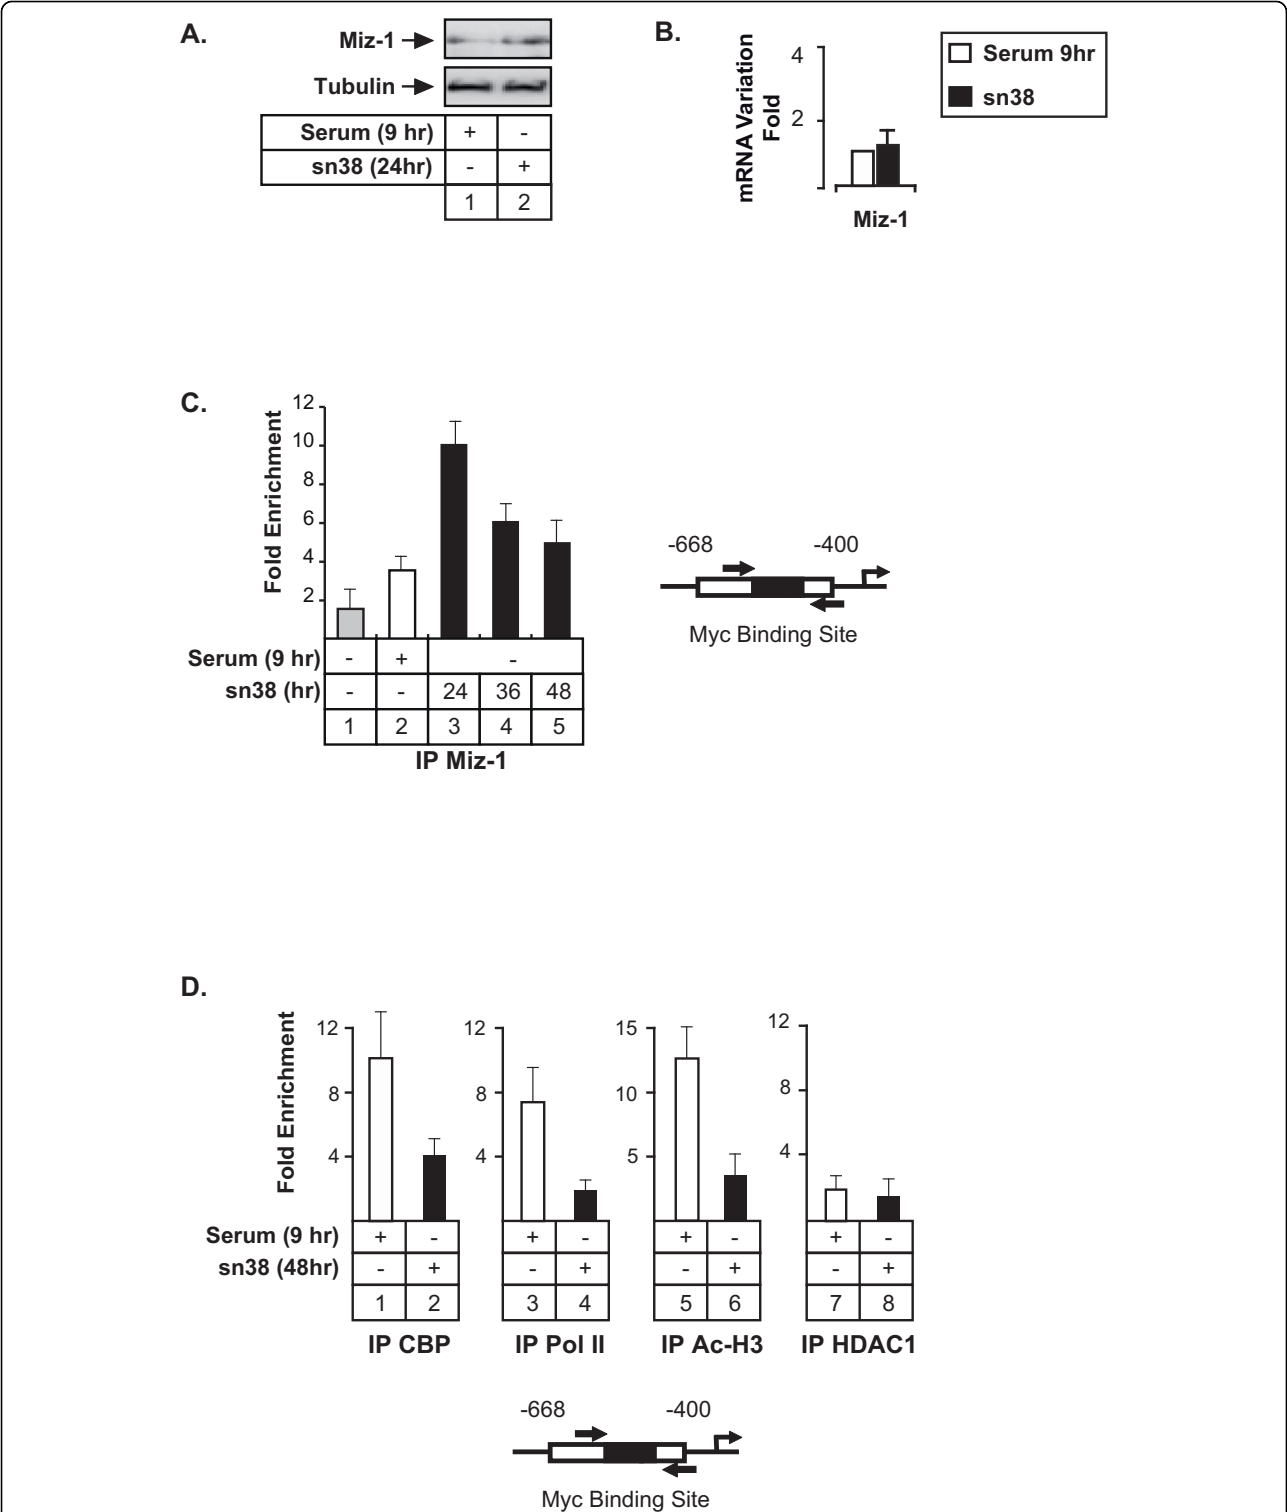 A.
Miz-1
Tubulin
Serum (9 hr) + -
sn38 (24hr) - +
1 2
B.
mRNA Variation
Fold
4
2
Miz-1
Serum 9hr
sn38
C.
Fold Enrichment
12
10
8
6
4
2
Serum (9 hr) - + -
sn38 (hr) - - 24 36 48
1 2 3 4 5
IP Miz-1
-668 -400
Myc Binding Site
D.
Fold Enrichment
12
8
4
12
8
4
15
10
5
12
8
4
Serum (9 hr) + - + - + - + -
sn38 (48hr) - + - + - + - +
1 2 3 4 5 6 7 8
IP CBP IP Pol II IP Ac-H3 IP HDAC1
-668 -400
Myc Binding Site